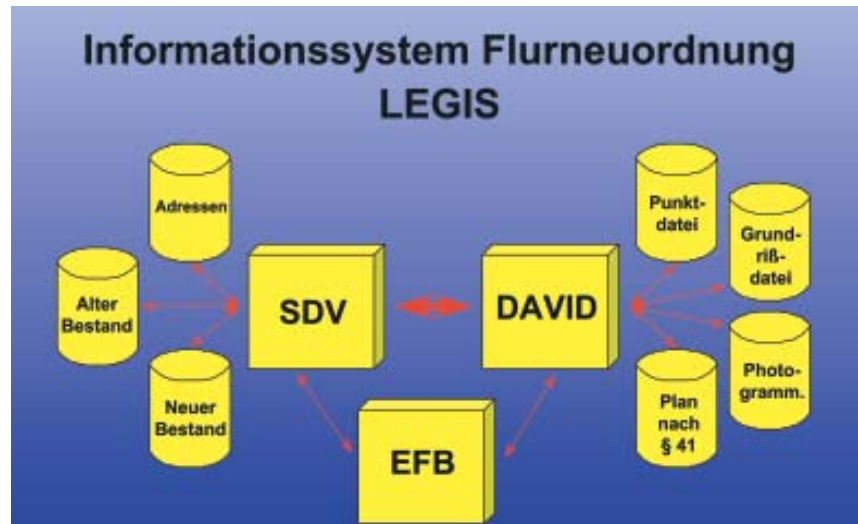 Informationssystem Flurneuordnung
LEGIS
Adressen
Alter
Bestand
Neuer
Bestand
SDV
DAVID
EFB
Punkt-
datei
Grund-
riß-
datei
Photo-
gramm.
Plan
nach
§ 41